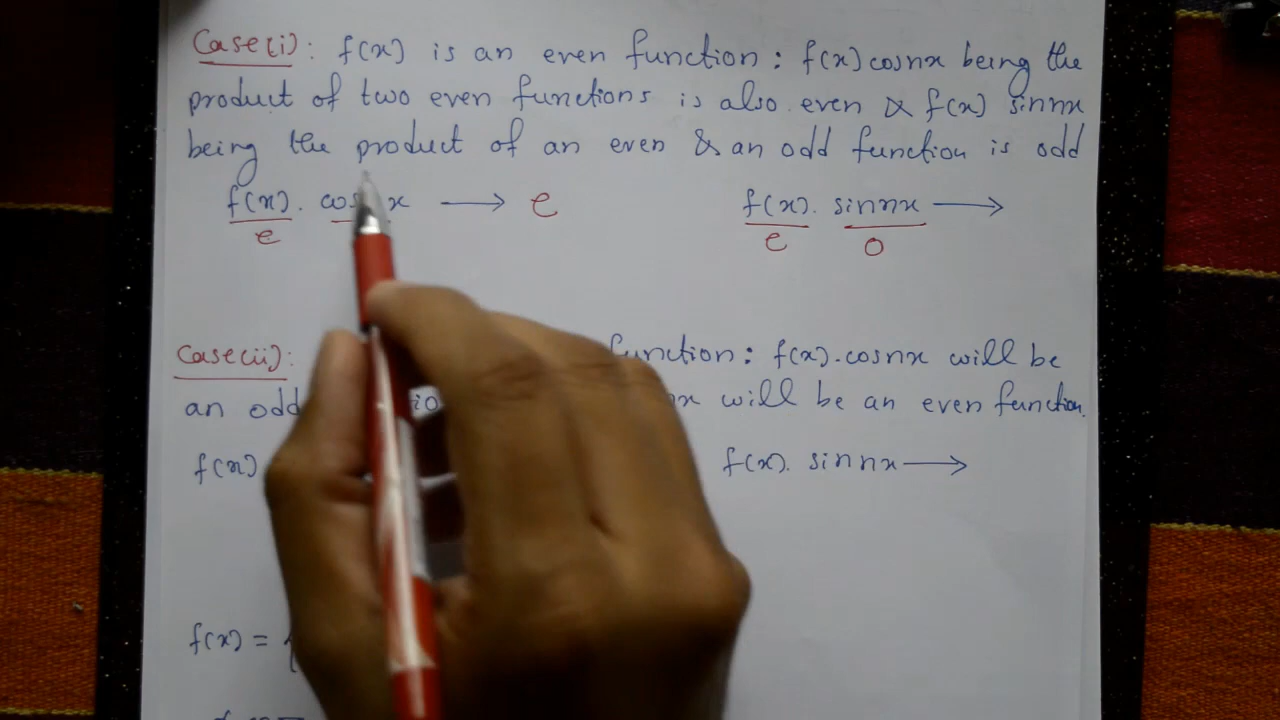 Case(i): f(x) is an even function: f(x) cosnx being the
product of two even functions is also even & f(x) sinnx
being the product of an even & an odd function is odd
f(x). cos x → e f(x). sinnx →
e e o
Case(ii): function: f(x).cosnx will be
an odd will be an even function.
f(x) f(x). sinnx →
f(x) = {